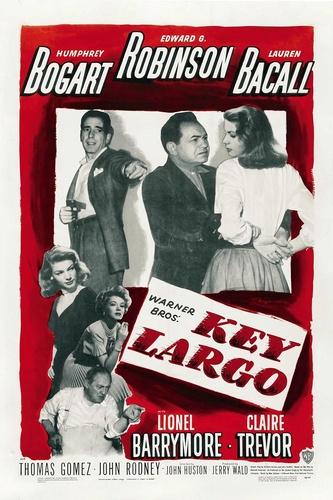 HUMPHREY
BOGART
EDWARD G.
ROBINSON
LAUREN
BACALL
WARNER
BROS'.
KEY
LARGO
LIONEL
BARRYMORE ·
CLAIRE
TREVOR
THOMAS GOMEZ · JOHN RODNEY ·
JOHN HUSTON
JERRY WALD